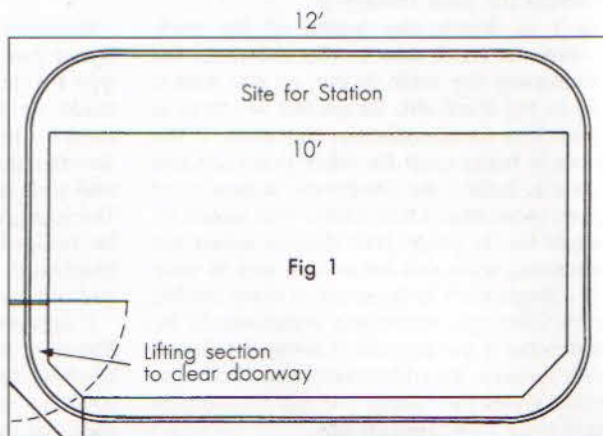 12'
Site for Station
10'
Fig 1
Lifting section
to clear doorway